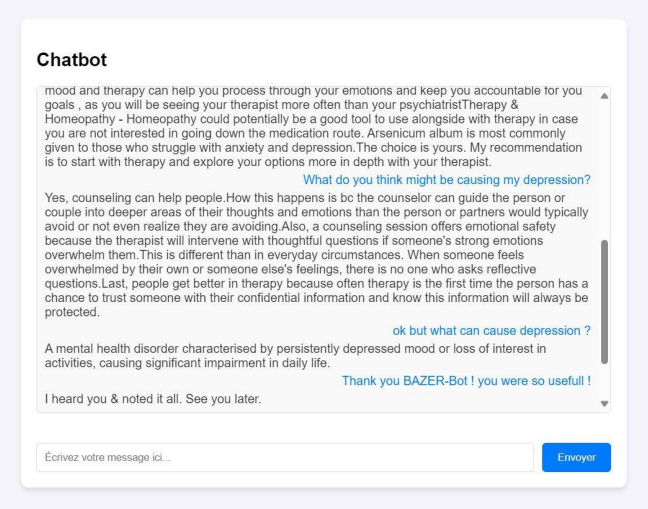 Chatbot
mood and therapy can help you process through your emotions and keep you accountable for you
goals , as you will be seeing your therapist more often than your psychiatristTherapy &
Homeopathy - Homeopathy could potentially be a good tool to use alongside with therapy in case
you are not interested in going down the medication route. Arsenicum album is most commonly
given to those who struggle with anxiety and depression.The choice is yours. My recommendation
is to start with therapy and explore your options more in depth with your therapist.
What do you think might be causing my depression?
Yes, counseling can help people.How this happens is bc the counselor can guide the person or
couple into deeper areas of their thoughts and emotions than the person or partners would typically
avoid or not even realize they are avoiding.Also, a counseling session offers emotional safety
because the therapist will intervene with thoughtful questions if someone's strong emotions
overwhelm them.This is different than in everyday circumstances. When someone feels
overwhelmed by their own or someone else's feelings, there is no one who asks reflective
questions.Last, people get better in therapy because often therapy is the first time the person has a
chance to trust someone with their confidential information and know this information will always be
protected.
ok but what can cause depression ?
A mental health disorder characterised by persistently depressed mood or loss of interest in
activities, causing significant impairment in daily life.
Thank you BAZER-Bot ! you were so usefull !
I heard you & noted it all. See you later.
Écrivez votre message ici...
Envoyer